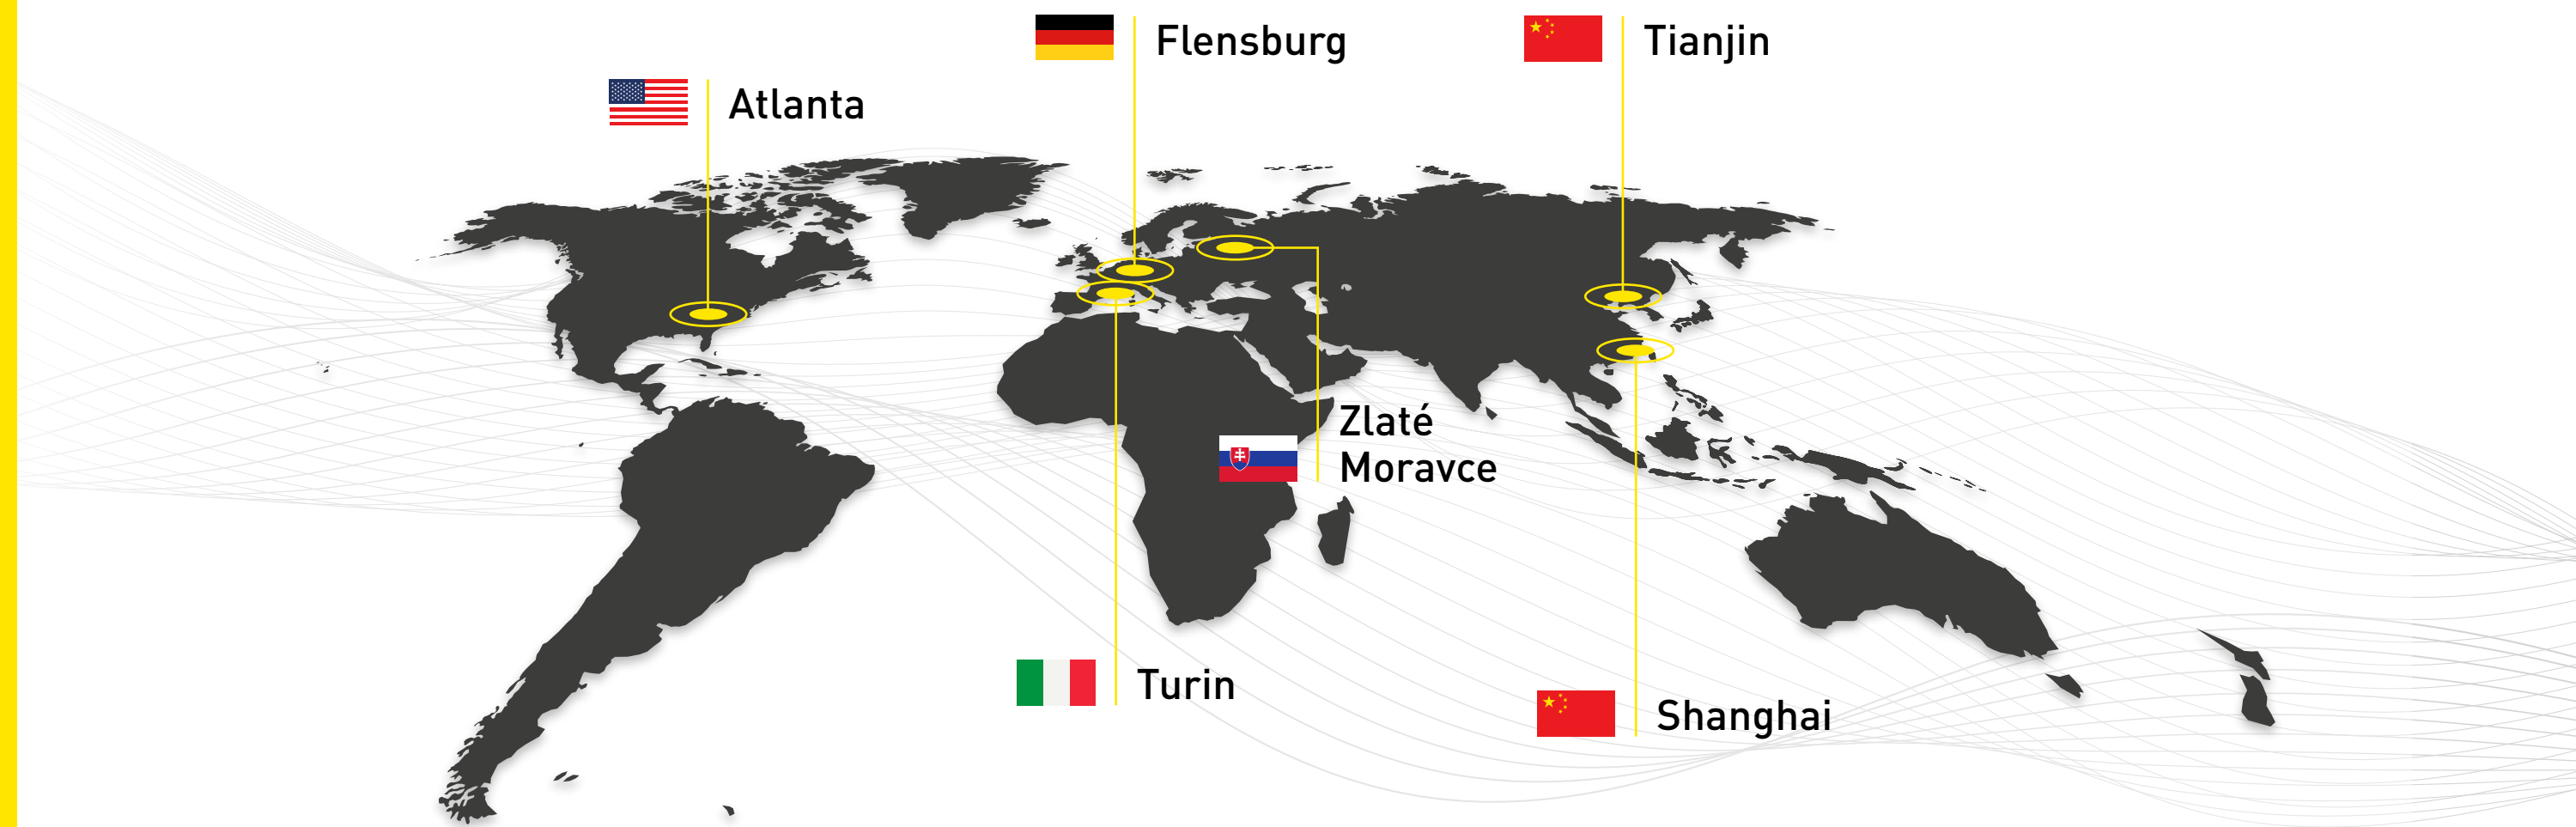 Flensburg
Tianjin
Atlanta
Zlaté
Moravce
Turin
Shanghai